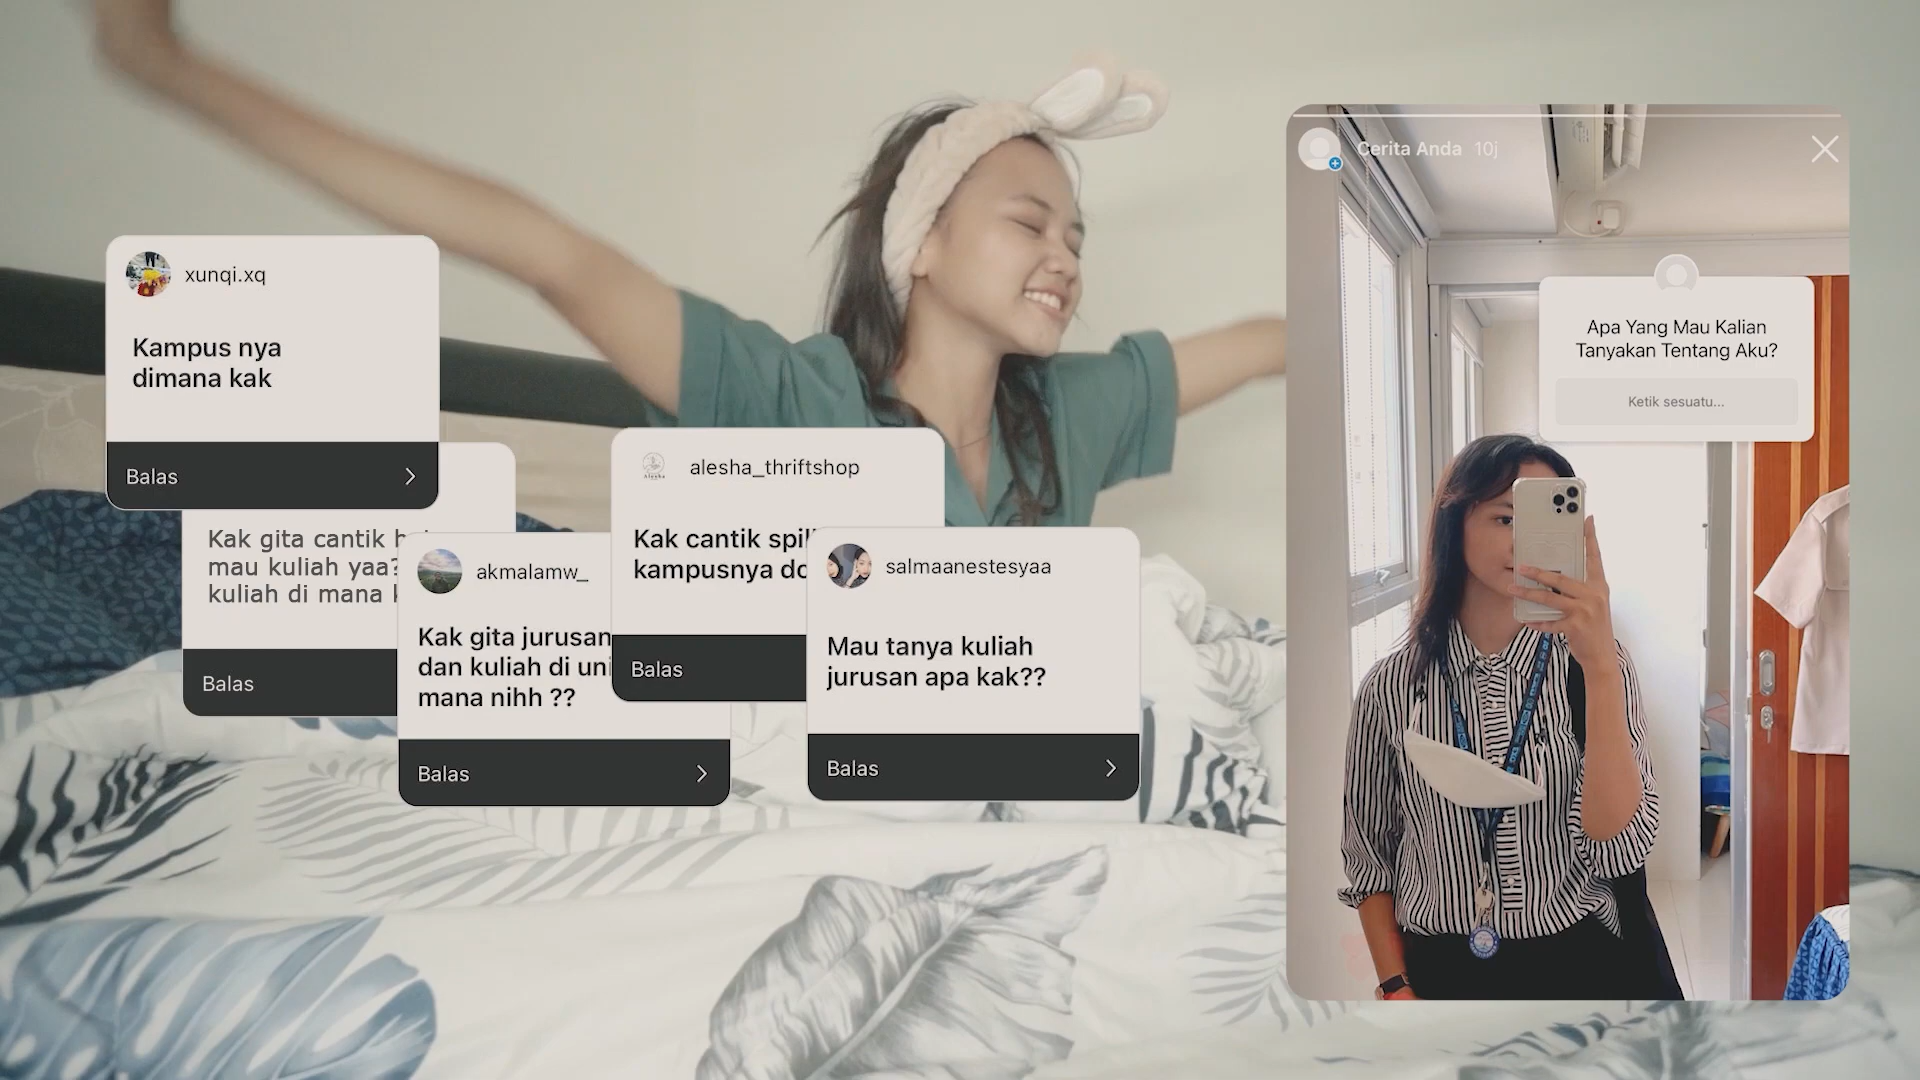 xunqi.xq
Kampus nya
dimana kak
Balas
Kak gita cantik
mau kuliah yaa?
kuliah di mana
Balas
akmalamw_
Kak gita jurusan
dan kuliah di
mana nihh ??
Balas
alesha_thriftshop
Kak cantik
kampusnya
Balas
salmaanestesyaa
Mau tanya kuliah
jurusan apa kak??
Balas
Cerita Anda 10j
Apa Yang Mau Kalian
Tanyakan Tentang Aku?
Ketik sesuatu...